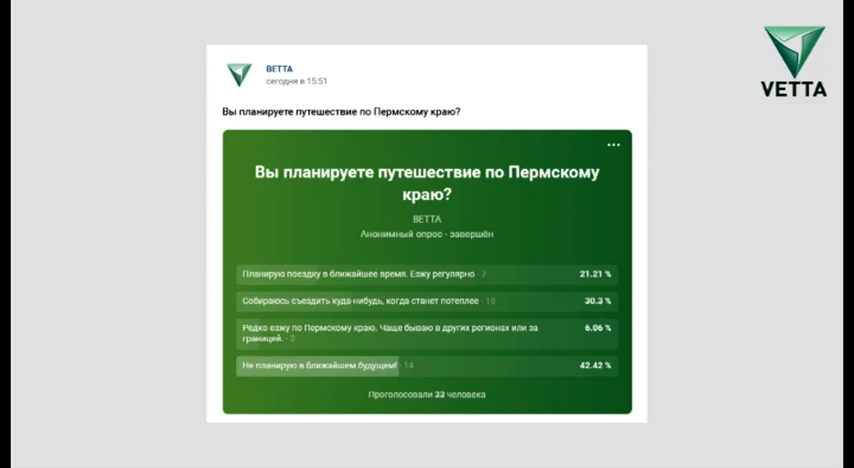 VETTA
ВЕТТА
сегодня в 15:51
Вы планируете путешествие по Пермскому краю?
Вы планируете путешествие по Пермскому
краю?
ВЕТТА
Анонимный опрос · завершён
Планирую поездку в ближайшее время. Езжу регулярно · 7 21.21 %
Собираюсь съездить куда-нибудь, когда станет потеплее · 10 30.3 %
Редко езжу по Пермскому краю. Чаще бываю в других регионах или за
границей. · 2 6.06 %
Не планирую в ближайшем будущем! · 14 42.42 %
Проголосовали 33 человека